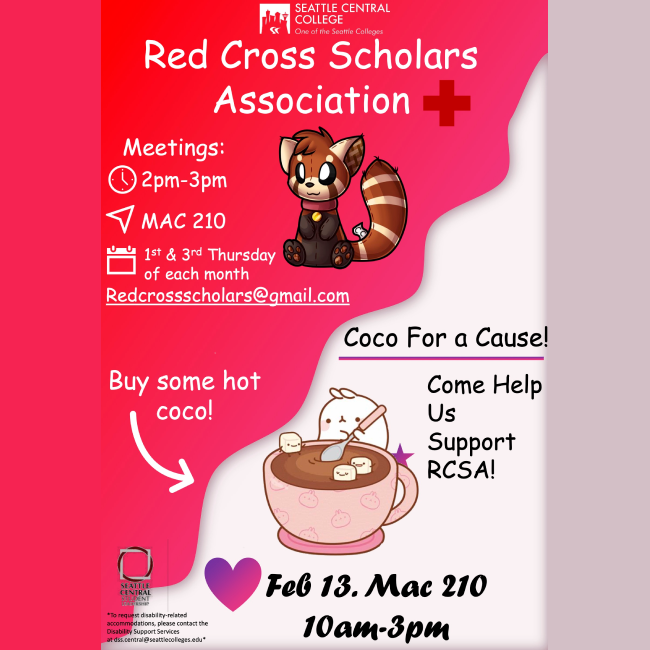 SEATTLE CENTRAL
COLLEGE
One of the Seattle Colleges
Red Cross Scholars
Association
Meetings:
2pm-3pm
MAC 210
1st & 3rd Thursday
of each month
Redcrossscholars@gmail.com
Coco For a Cause!
Buy some hot
coco!
Come Help
Us
Support
RCSA!
Feb 13. Mac 210
10am-3pm
SEATTLE
CENTRAL
*To request disability-related
accommodations, please contact the
Disability Support Services
at dss.central@seattlecolleges.edu*